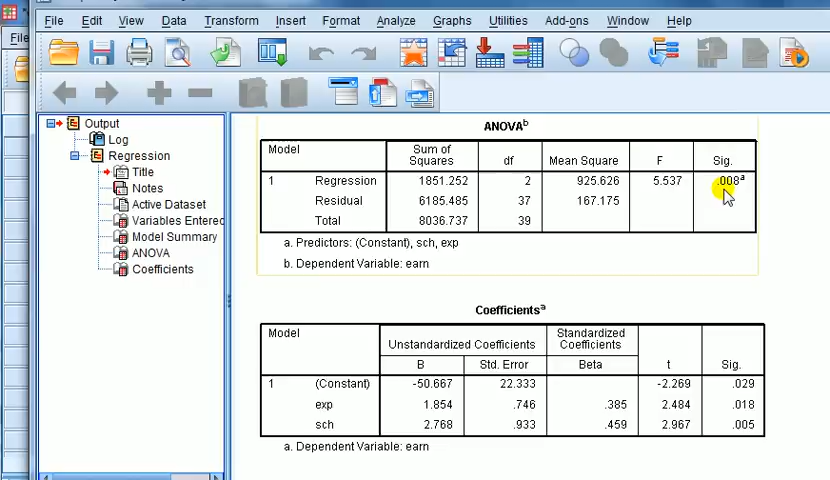 File Edit View Data Transform Insert Format Analyze Graphs Utilities Add-ons Window Help
File
Output
Log
Regression
Title
Notes
Active Dataset
Variables Entered
Model Summary
ANOVA
Coefficients
ANOVAb
Model Sum of Squares df Mean Square F Sig.
1 Regression 1851.252 2 925.626 5.537 .008a
Residual 6185.485 37 167.175
Total 8036.737 39
a. Predictors: (Constant), sch, exp
b. Dependent Variable: earn
Coefficientsa
Model Unstandardized Coefficients Standardized Coefficients t Sig.
B Std. Error Beta
1 (Constant) -50.667 22.333 -2.269 .029
exp 1.854 .746 .385 2.484 .018
sch 2.768 .933 .459 2.967 .005
a. Dependent Variable: earn